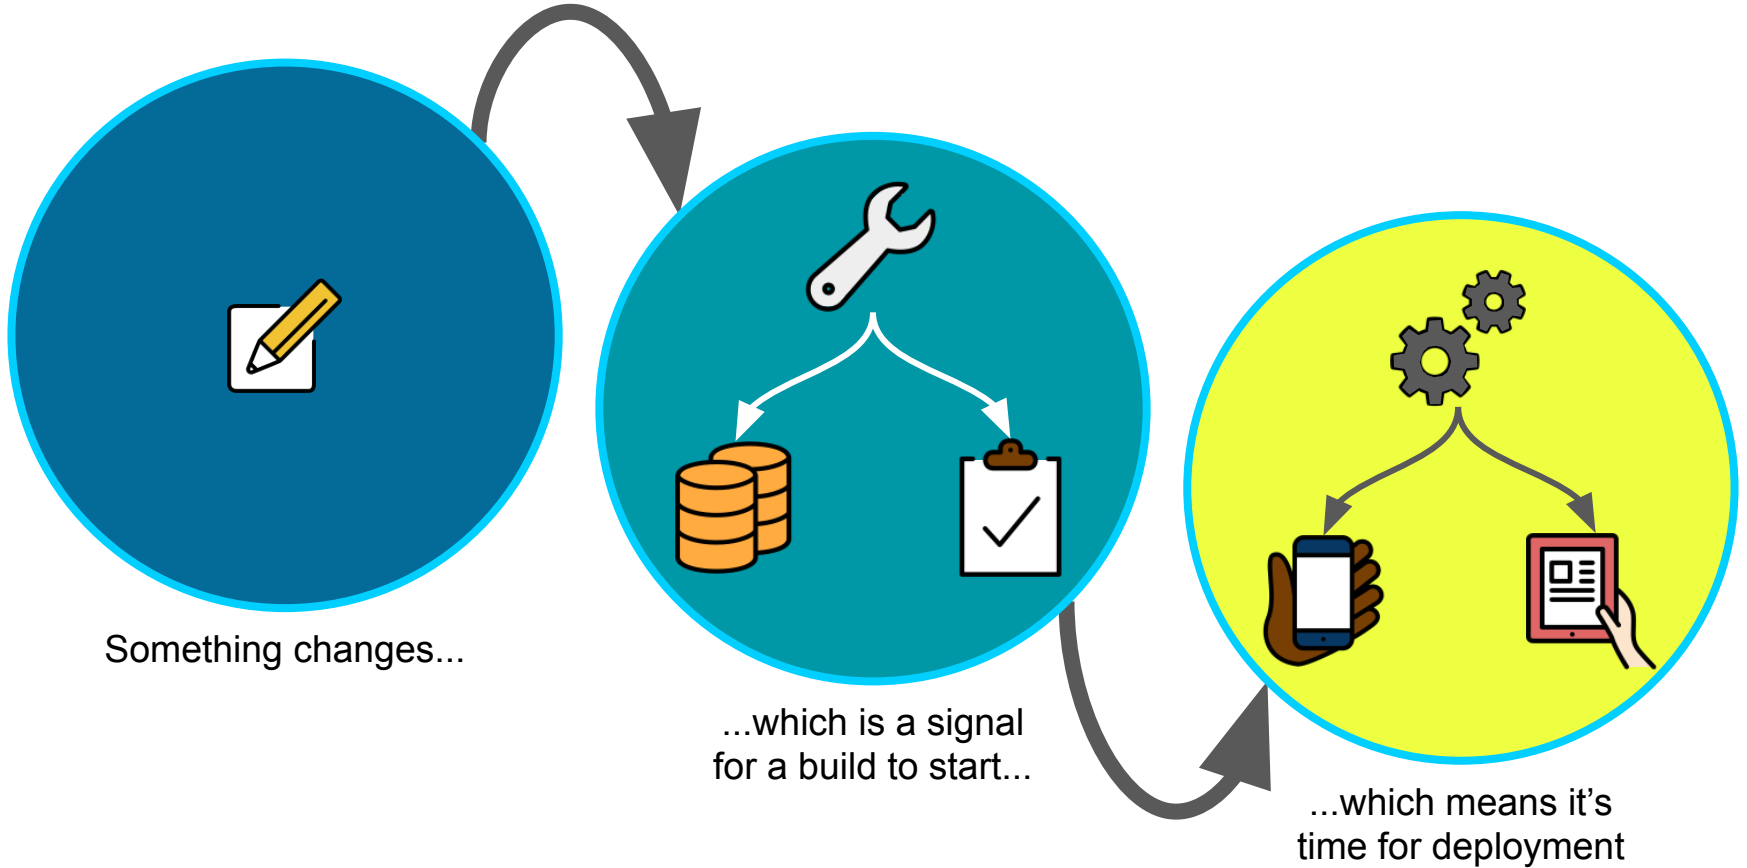 Something changes...
...which is a signal
for a build to start...
...which means it’s
time for deployment